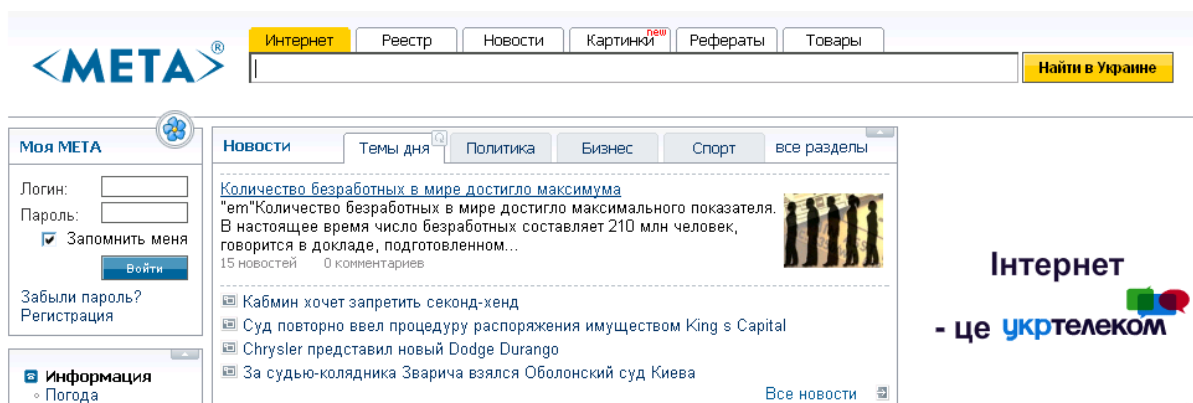 <META>®
Интернет Реестр Новости Картинки new Рефераты Товары
Найти в Украине
Моя МЕТА
Логин:
Пароль:
Запомнить меня
Войти
Забыли пароль?
Регистрация
Информация
Погода
Новости Темы дня Политика Бизнес Спорт все разделы
Количество безработных в мире достигло максимума
"em"Количество безработных в мире достигло максимального показателя.
В настоящее время число безработных составляет 210 млн человек,
говорится в докладе, подготовленном...
15 новостей 0 комментариев
Кабмин хочет запретить секонд-хенд
Суд повторно ввел процедуру распоряжения имуществом King s Capital
Chrysler представил новый Dodge Durango
За судью-колядника Зварича взялся Оболонский суд Киева
Все новости
Інтернет
- це укртелеком